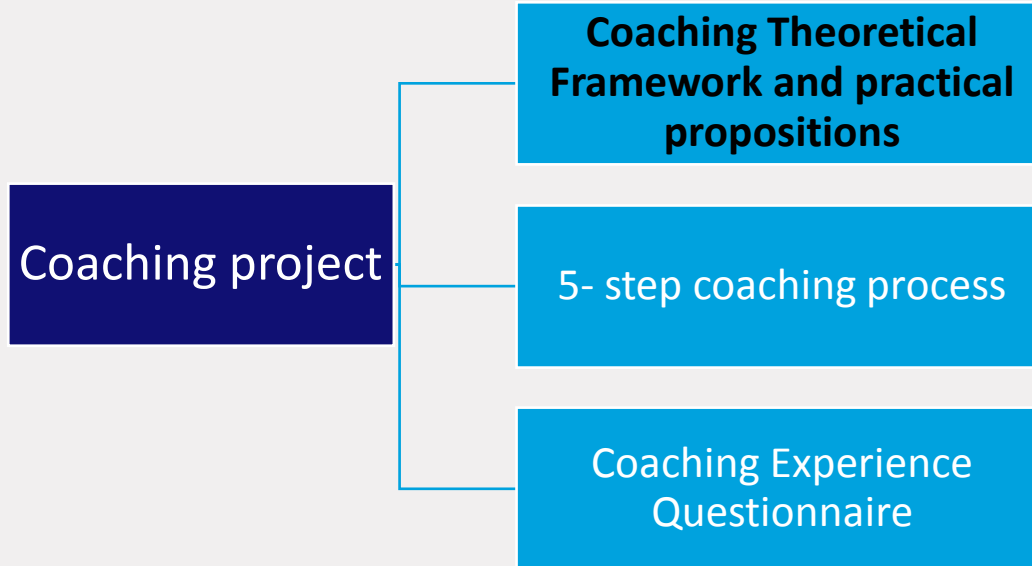 Coaching Theoretical
Framework and practical
propositions
Coaching project
5- step coaching process
Coaching Experience
Questionnaire